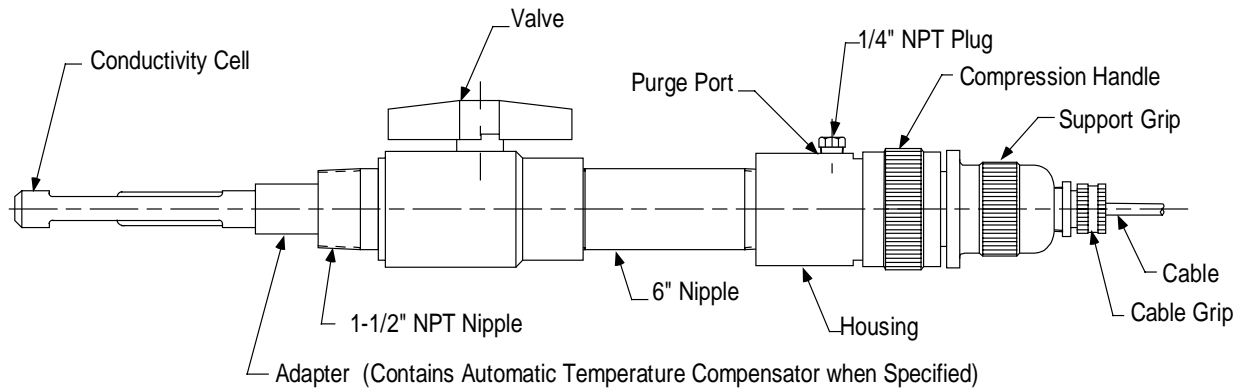 Valve
1/4" NPT Plug
Conductivity Cell
Purge Port
Compression Handle
Support Grip
Cable
6" Nipple
Cable Grip
1-1/2" NPT Nipple
Housing
Adapter (Contains Automatic Temperature Compensator when Specified)